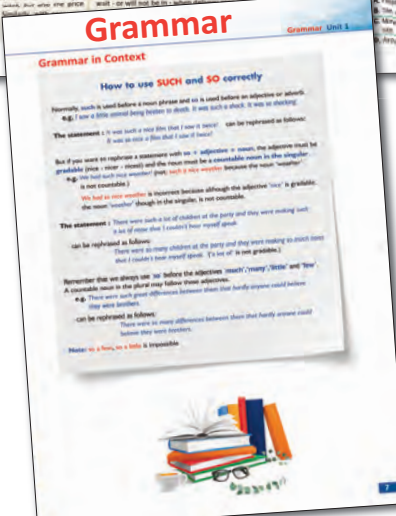 Grammar
Grammar Unit 1
Grammar in Context
How to use SUCH and SO correctly
Normally, such is used before a noun phrase and so is used before an adjective or adverb.
e.g. I saw a little animal being beaten to death. It was such a shock. It was so shocking.
The statement : It was such a nice film that I saw it twice! can be rephrased as follows:
It was so nice a film that I saw it twice!
But if you want to rephrase a statement with so + adjective + noun, the adjective must be
gradable (nice - nicer - nicest) and the noun must be a countable noun in the singular.
e.g. We had such nice weather! (not: such a nice weather because the noun 'weather'
is not countable.)
We had so nice weather is incorrect because although the adjective 'nice' is gradable,
the noun 'weather' though in the singular, is not countable.
The statement : There were such a lot of children at the party and they were making such
a lot of noise that I couldn't hear myself speak.
can be rephrased as follows:
There were so many children at the party and they were making so much noise
that I couldn't hear myself speak. ('a lot of' is not gradable.)
Remember that we always use 'so' before the adjectives 'much', 'many', 'little' and 'few'.
A countable noun in the plural may follow these adjectives.
e.g. There were such great differences between them that hardly anyone could believe
they were brothers.
can be rephrased as follows:
There were so many differences between them that hardly anyone could
believe they were brothers.
Note: so a few, so a little is impossible
7